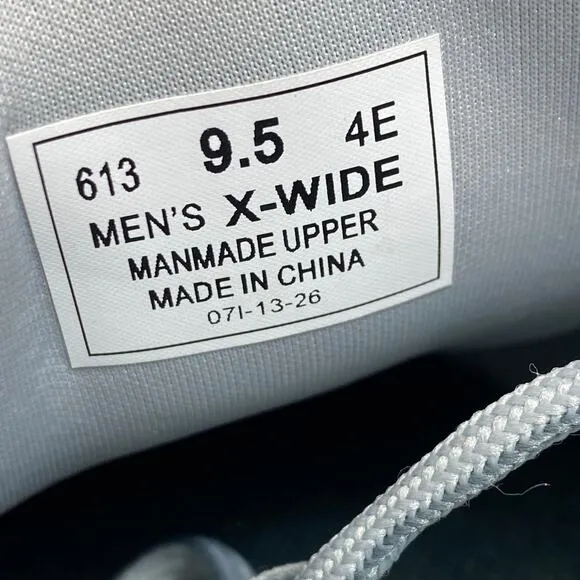 613 9.5 4E
MEN'S X-WIDE
MANMADE UPPER
MADE IN CHINA
07I-13-26